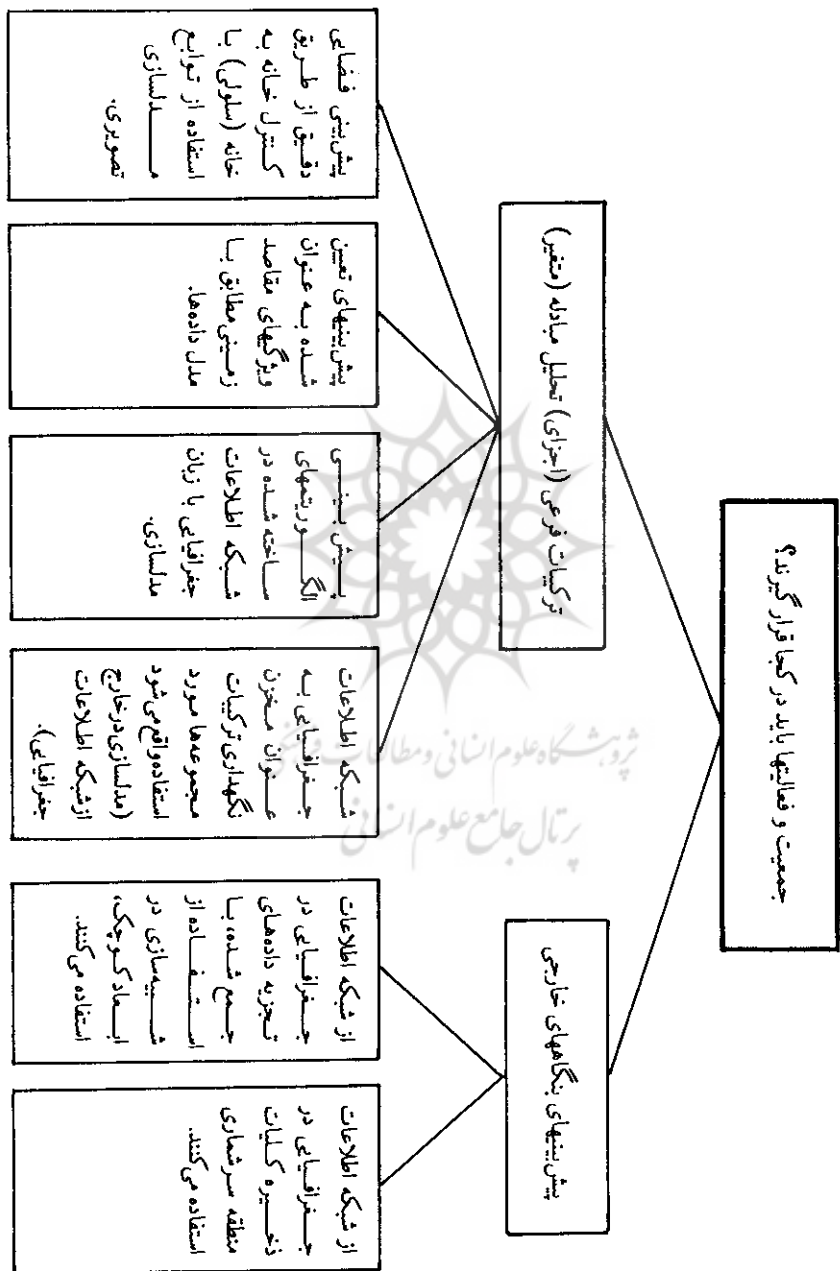 جمعیت و فعالیتها باید در کجا قرار گیرند؟
ترکیبات فرعی (اجزای) تحلیل مبادله (متغیر)
پیش‌بینیهای بنگاههای خارجی
پیش‌بینی فضایی
دقیق از طریق
کنترل خانه به
خانه (سلولی) با
استفاده از توابع
مدلسازی
تصویری.
پیش‌بینیهای تعیین
شده به عنوان
ویژگیهای مقاصد
زمینی مطابق با
مدل داده‌ها.
پیش‌بینی
الگوریتمهای
ساخته شده در
شبکه اطلاعات
جغرافیایی با زبان
مدلسازی.
شبکه اطلاعات
جغرافیایی به
عنوان مخزن
نگهداری ترکیبات
مجموعه‌ها مورد
استفاده واقع می‌شود
(مدلسازی در خارج
از شبکه اطلاعات
جغرافیایی).
از شبکه اطلاعات
جغرافیایی در
تجزیه داده‌های
جمع شده، با
استفاده از
شبیه‌سازی در
ابعاد کوچک،
استفاده می‌کنند.
از شبکه اطلاعات
جغرافیایی در
ذخیره کلیات
منطقه سرشماری
استفاده می‌کنند.
پژوهشگاه علوم انسانی و مطالعات فرهنگی
پرتال جامع علوم انسانی